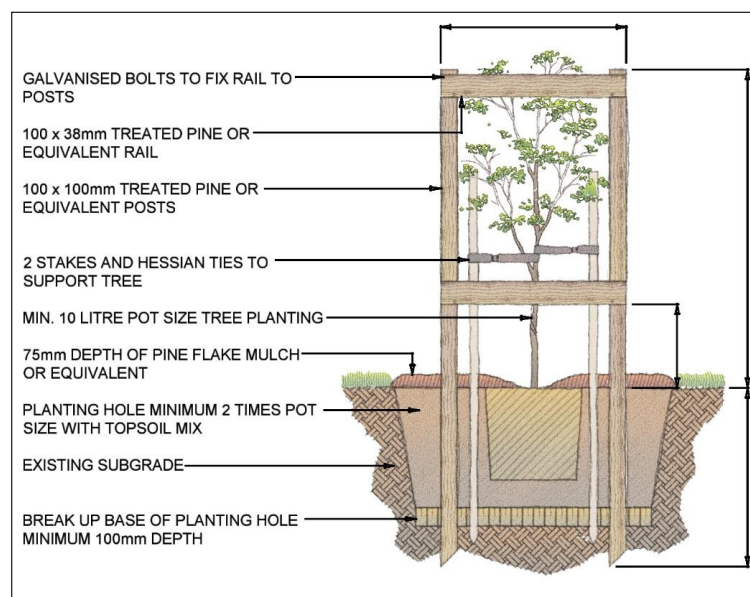 GALVANISED BOLTS TO FIX RAIL TO
POSTS
100 x 38mm TREATED PINE OR
EQUIVALENT RAIL
100 x 100mm TREATED PINE OR
EQUIVALENT POSTS
2 STAKES AND HESSIAN TIES TO
SUPPORT TREE
MIN. 10 LITRE POT SIZE TREE PLANTING
75mm DEPTH OF PINE FLAKE MULCH
OR EQUIVALENT
PLANTING HOLE MINIMUM 2 TIMES POT
SIZE WITH TOPSOIL MIX
EXISTING SUBGRADE
BREAK UP BASE OF PLANTING HOLE
MINIMUM 100mm DEPTH